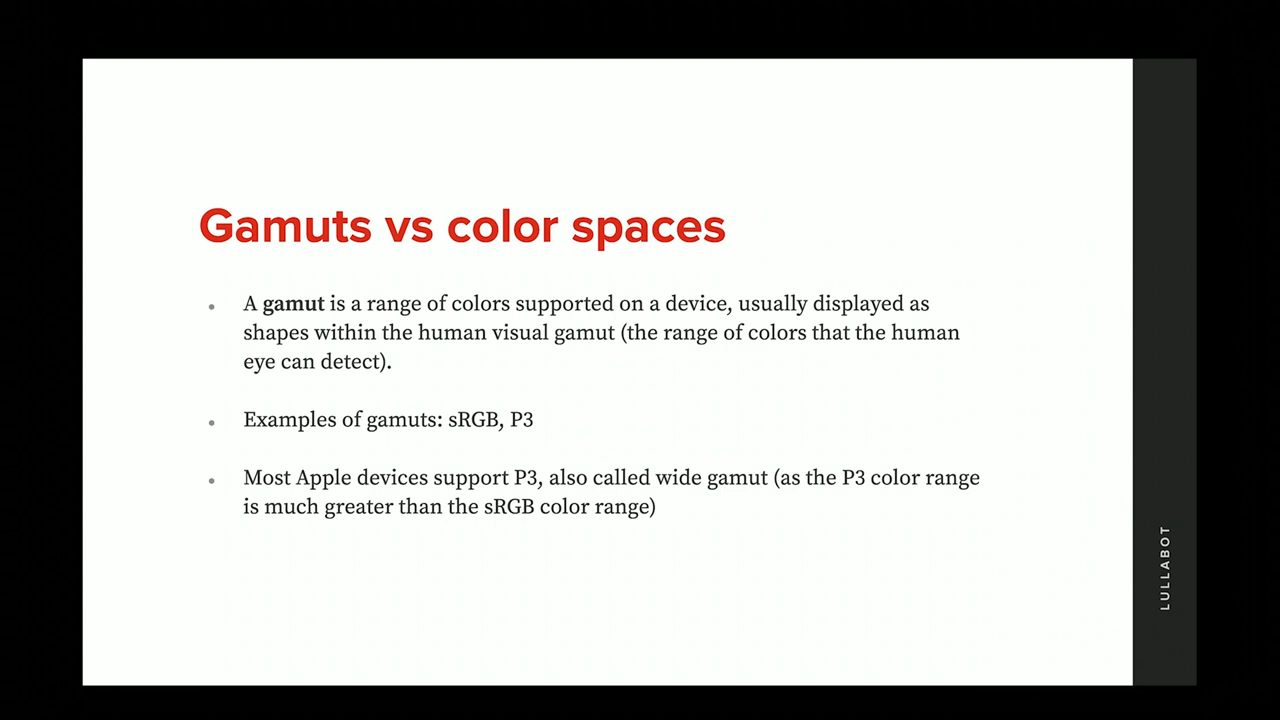 Gamuts vs color spaces
A gamut is a range of colors supported on a device, usually displayed as
shapes within the human visual gamut (the range of colors that the human
eye can detect).
Examples of gamuts: sRGB, P3
Most Apple devices support P3, also called wide gamut (as the P3 color range
is much greater than the sRGB color range)
LULLABOT